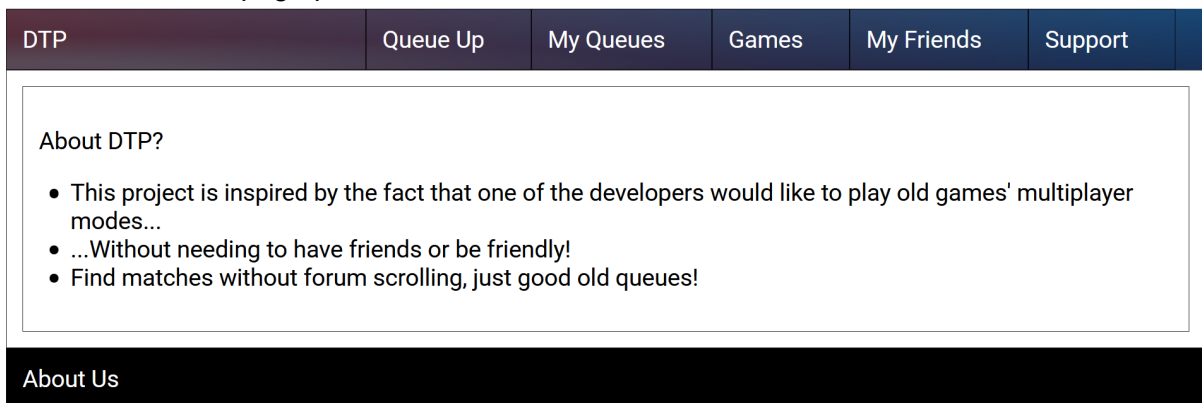 DTP
Queue Up
My Queues
Games
My Friends
Support
About DTP?
This project is inspired by the fact that one of the developers would like to play old games' multiplayer
modes...
...Without needing to have friends or be friendly!
Find matches without forum scrolling, just good old queues!
About Us